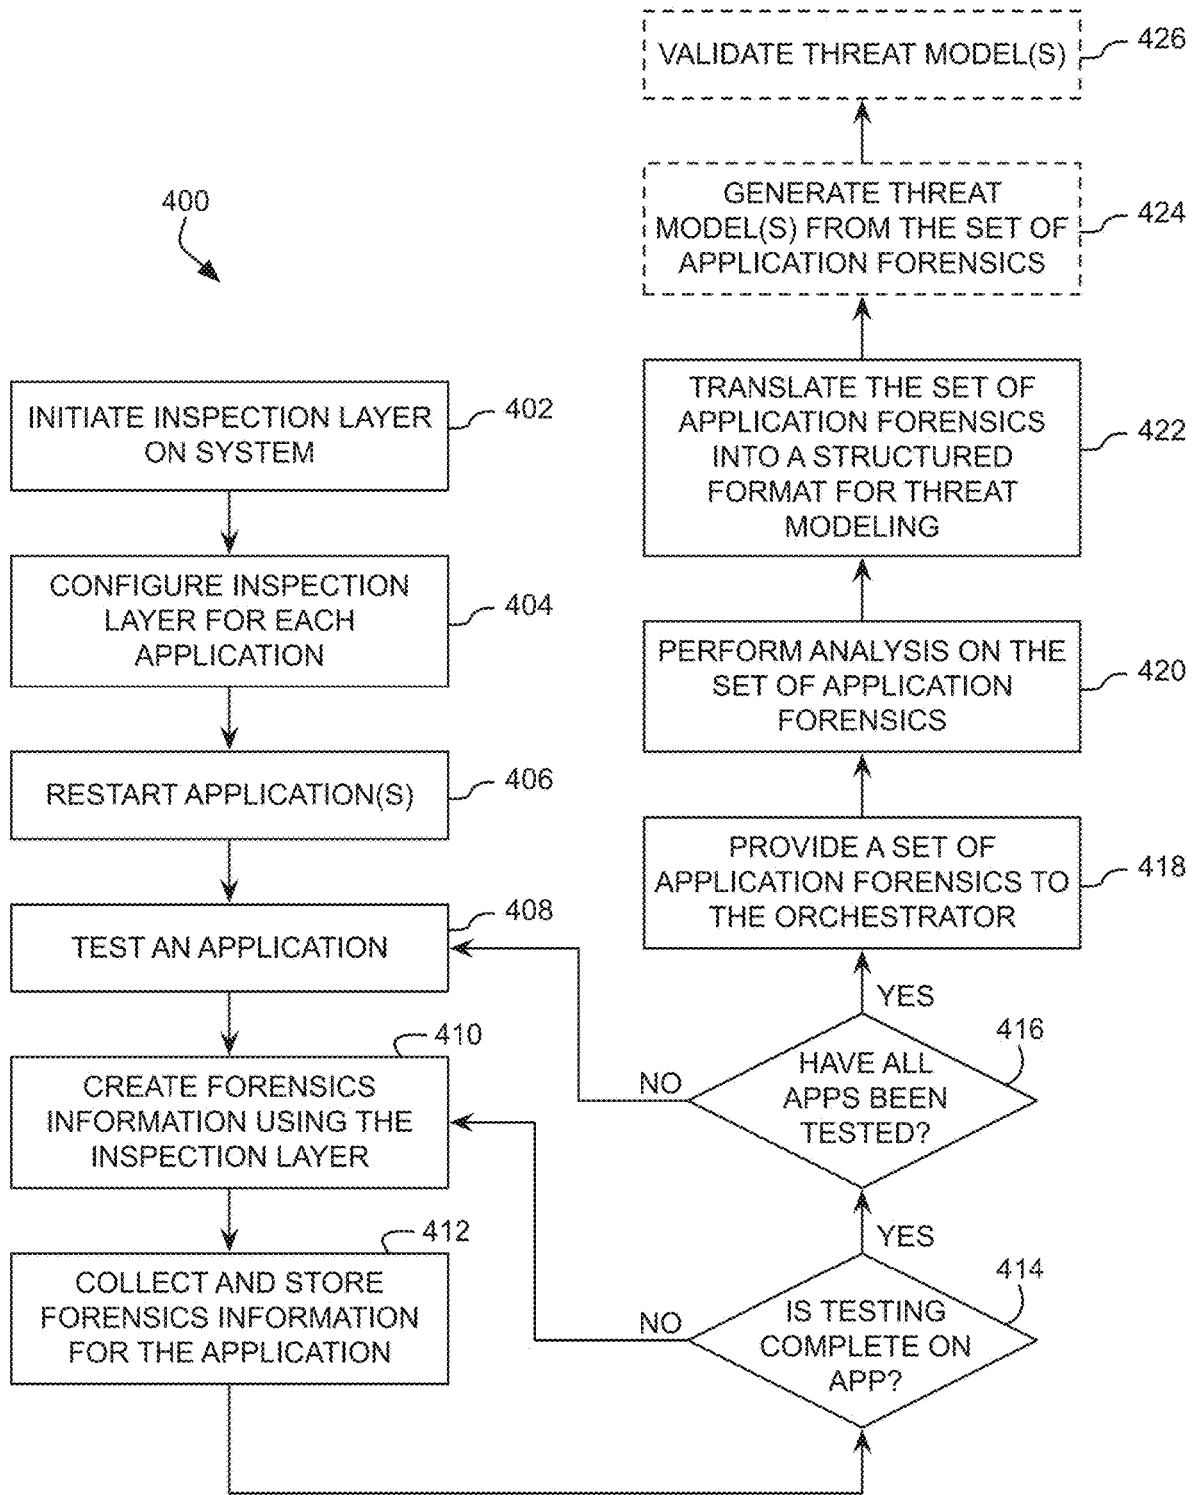 400
INITIATE INSPECTION LAYER
ON SYSTEM
402
CONFIGURE INSPECTION
LAYER FOR EACH
APPLICATION
404
RESTART APPLICATION(S)
406
TEST AN APPLICATION
408
CREATE FORENSICS
INFORMATION USING THE
INSPECTION LAYER
410
COLLECT AND STORE
FORENSICS INFORMATION
FOR THE APPLICATION
412
IS TESTING
COMPLETE ON
APP?
414
NO
YES
HAVE ALL
APPS BEEN
TESTED?
416
NO
YES
PROVIDE A SET OF
APPLICATION FORENSICS TO
THE ORCHESTRATOR
418
PERFORM ANALYSIS ON THE
SET OF APPLICATION
FORENSICS
420
TRANSLATE THE SET OF
APPLICATION FORENSICS
INTO A STRUCTURED
FORMAT FOR THREAT
MODELING
422
GENERATE THREAT
MODEL(S) FROM THE SET OF
APPLICATION FORENSICS
424
VALIDATE THREAT MODEL(S)
426